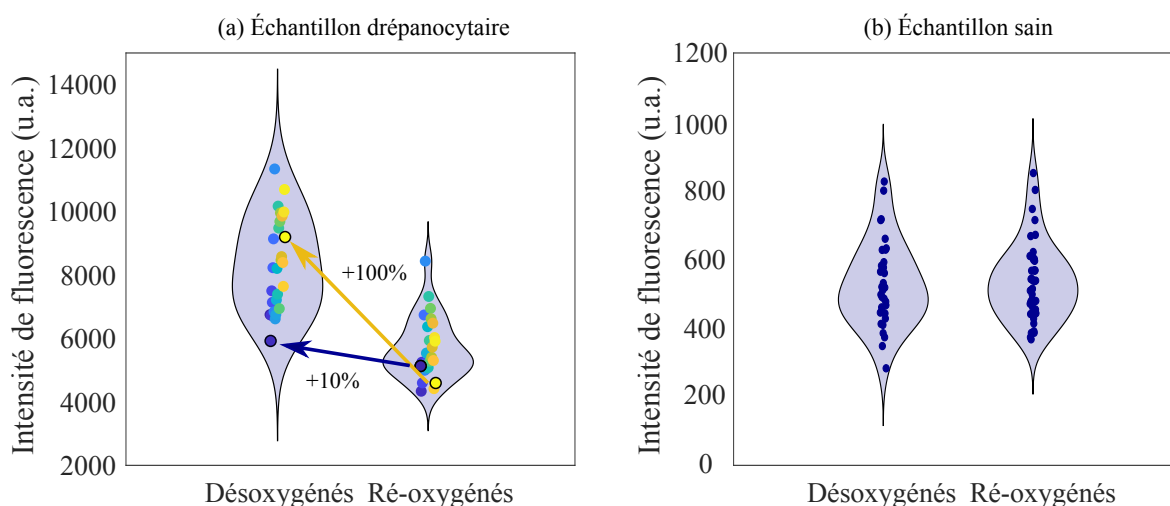 (a) Échantillon drépanocytaire
Intensité de fluorescence (u.a.)
14000
12000
10000
8000
6000
4000
2000
+100%
+10%
Désoxygénés Ré-oxygénés
(b) Échantillon sain
Intensité de fluorescence (u.a.)
1200
1000
800
600
400
200
0
Désoxygénés Ré-oxygénés